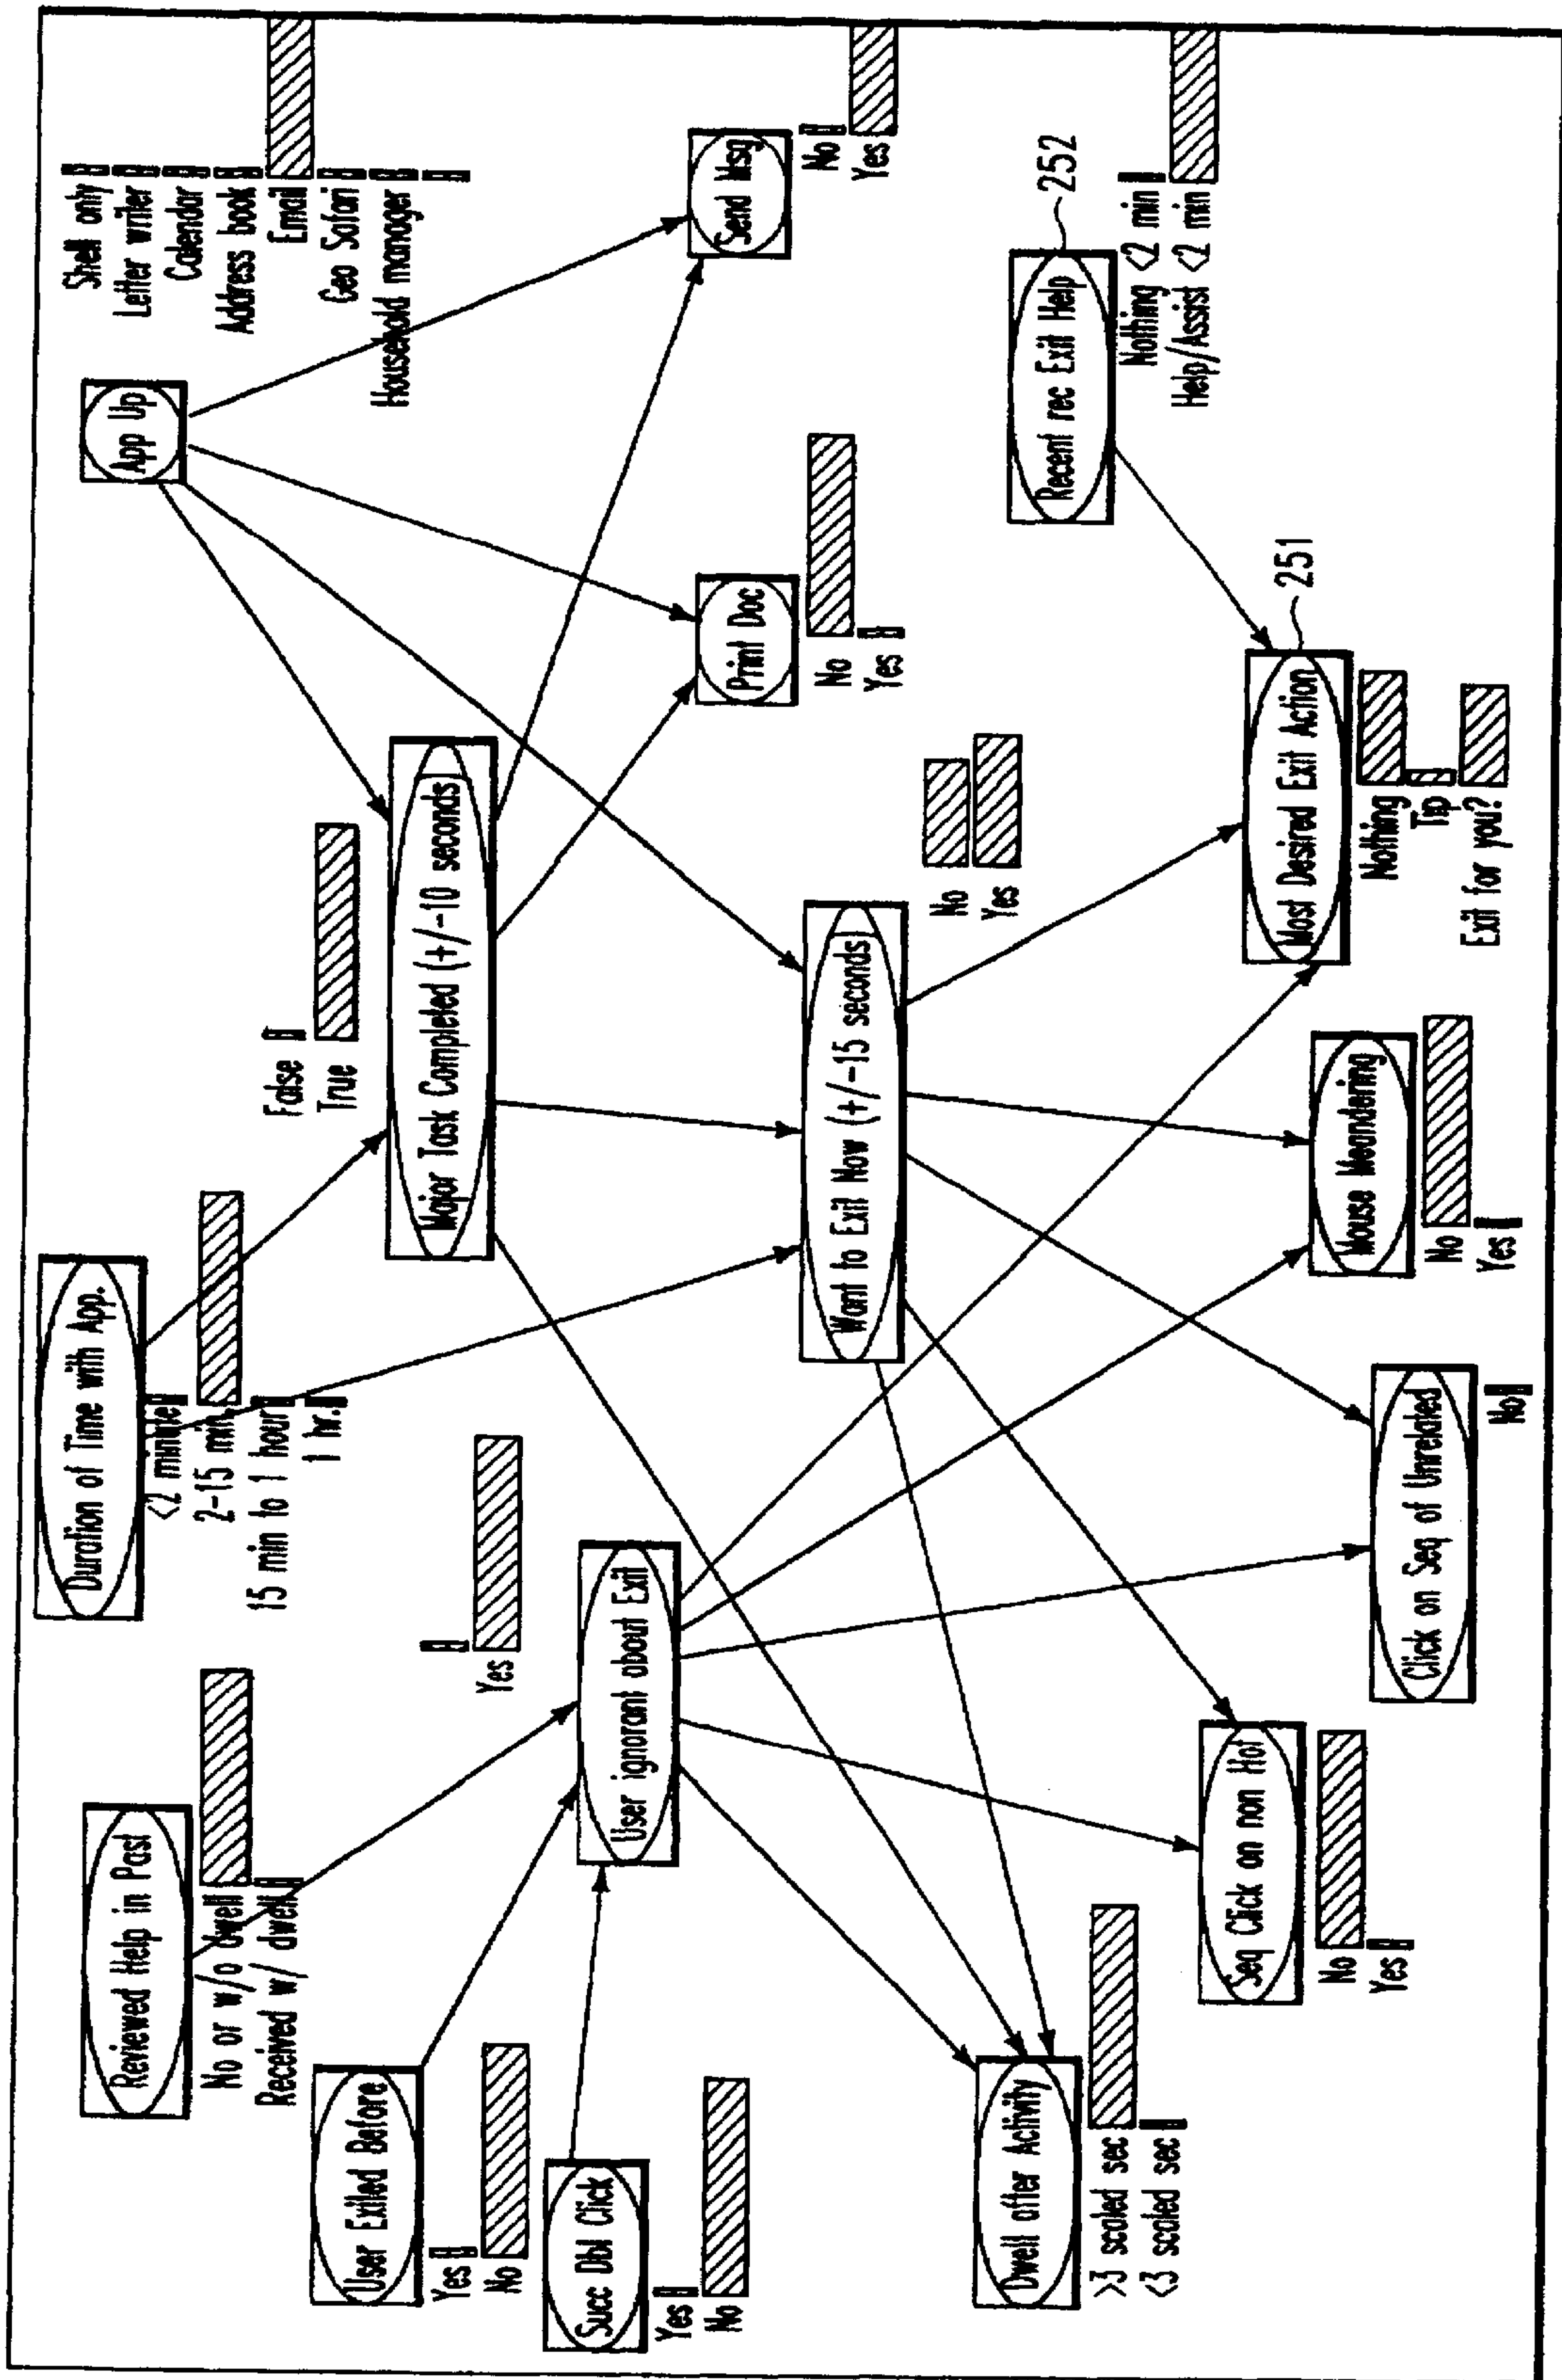 Reviewed Help in Past
No or w/o dwell
Received w/ dwell
Duration of Time with App.
<2 minute
2-15 min
15 min to 1 hour
1 hr.
App Up
Shell only
Letter writer
Calendar
Address book
Email
Geo Safari
Household manager
User Exited Before
Yes
No
False
True
Major Task Completed (+/-10 seconds
Succ Dbl Click
Yes
No
Yes
User ignorant about Exit
Print Doc
No
Yes
Send Msg
No
Yes
Want to Exit Now (+/-15 seconds
No
Yes
Dwell after Activity
>3 scaled sec
<3 scaled sec
Recent rec Exit Help
252
Nothing <2 min
Help/Assist <2 min
Seq Click on non Hot
No
Yes
Click on Seq of Unrelated
No
Mouse Meandering
No
Yes
Most Desired Exit Action
251
Nothing
Tip
Exit for you?